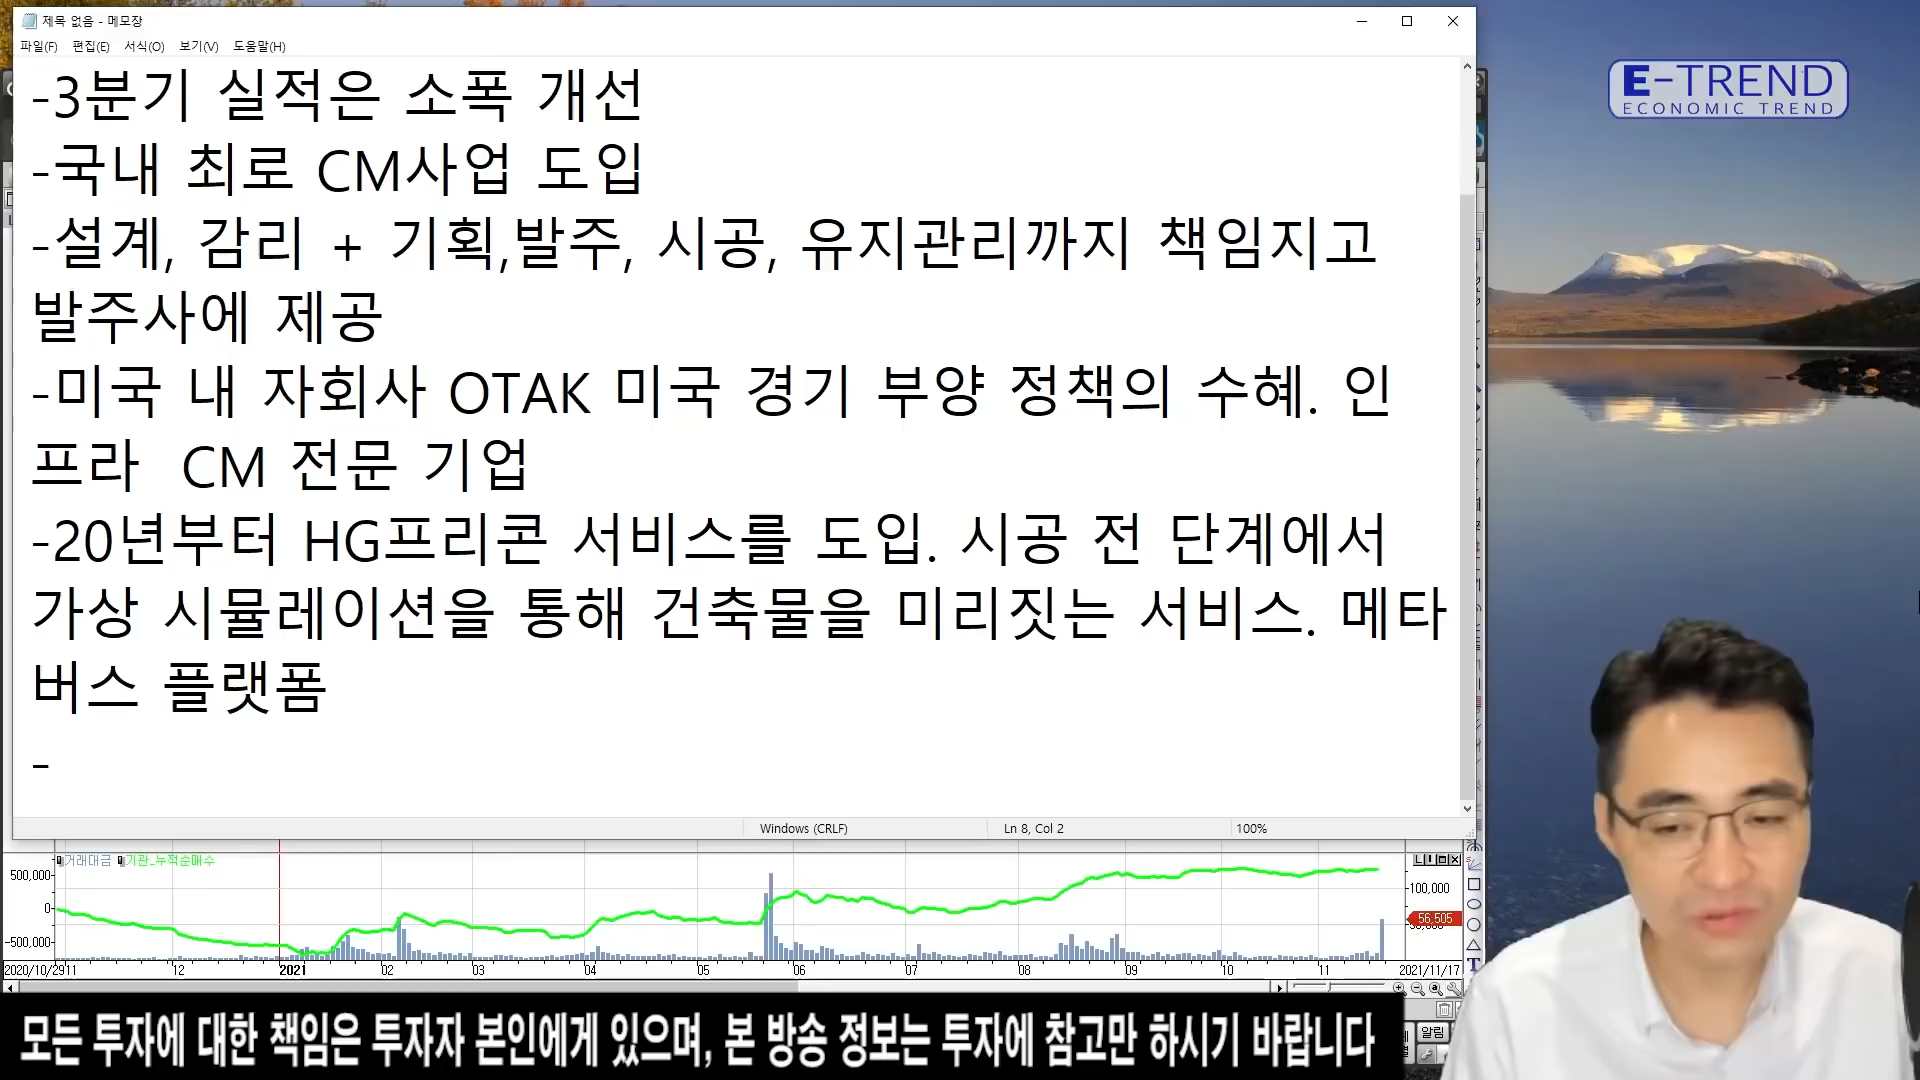 제목 없음 - 메모장
파일(F) 편집(E) 서식(O) 보기(V) 도움말(H)
-3분기 실적은 소폭 개선
-국내 최로 CM사업 도입
-설계, 감리 + 기획,발주, 시공, 유지관리까지 책임지고
발주사에 제공
-미국 내 자회사 OTAK 미국 경기 부양 정책의 수혜. 인
프라  CM 전문 기업
-20년부터 HG프리콘 서비스를 도입. 시공 전 단계에서
가상 시뮬레이션을 통해 건축물을 미리짓는 서비스. 메타
버스 플랫폼
-
Windows (CRLF) Ln 8, Col 2 100%
E-TREND
ECONOMIC TREND
거래대금 기관_누적순매수
500,000
0
-500,000
100,000
56,505
2020/10/29 11 12 2021 02 03 04 05 06 07 08 09 10 11 2021/11/17
알림
모든 투자에 대한 책임은 투자자 본인에게 있으며, 본 방송 정보는 투자에 참고만 하시기 바랍니다